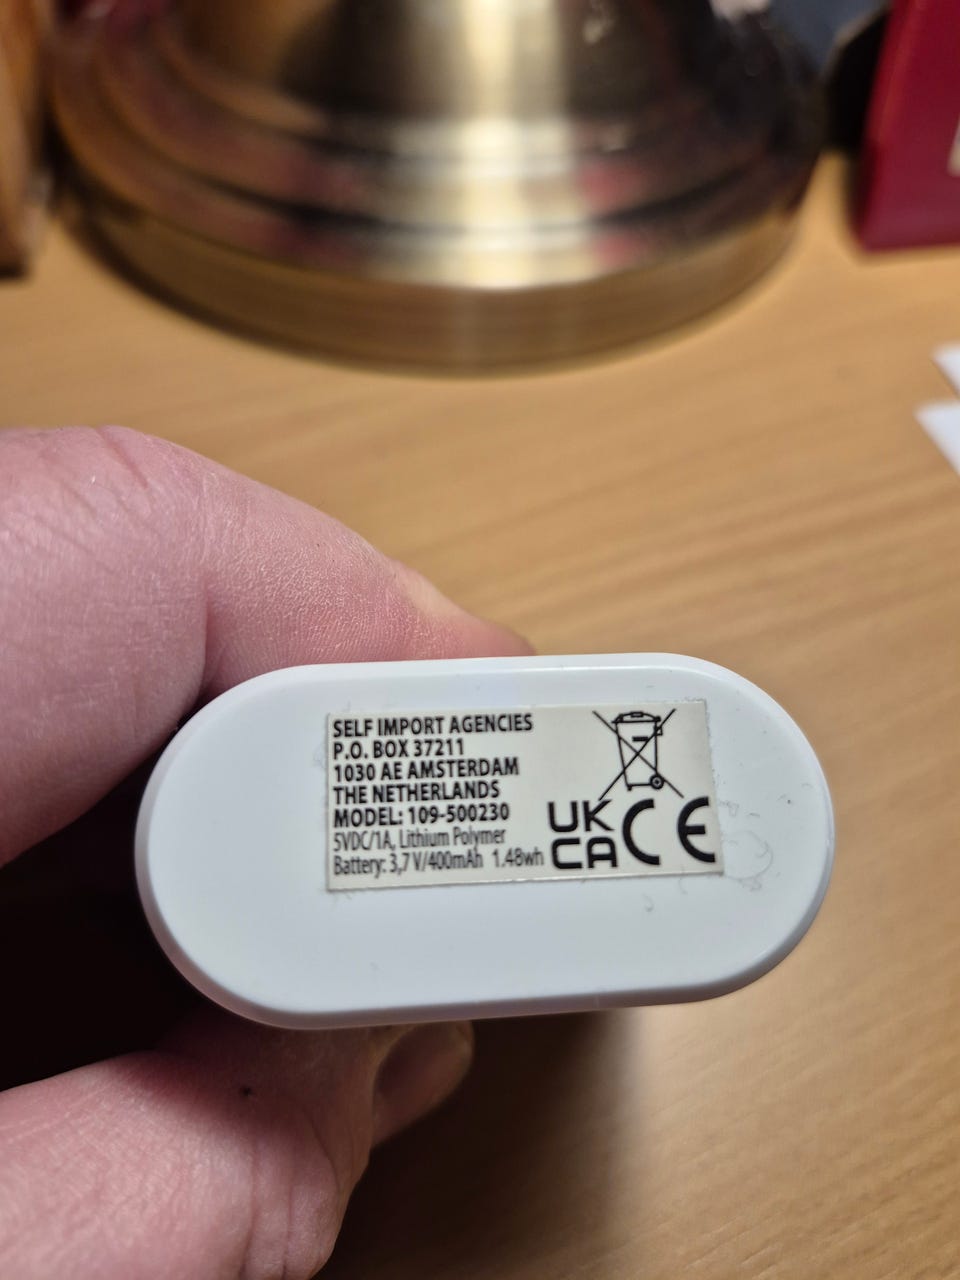 SELF IMPORT AGENCIES
P.O. BOX 37211
1030 AE AMSTERDAM
THE NETHERLANDS
MODEL: 109-500230
5VDC/1A, Lithium Polymer
Battery: 3,7 V/400mAh 1.48wh
UK
CA
CE